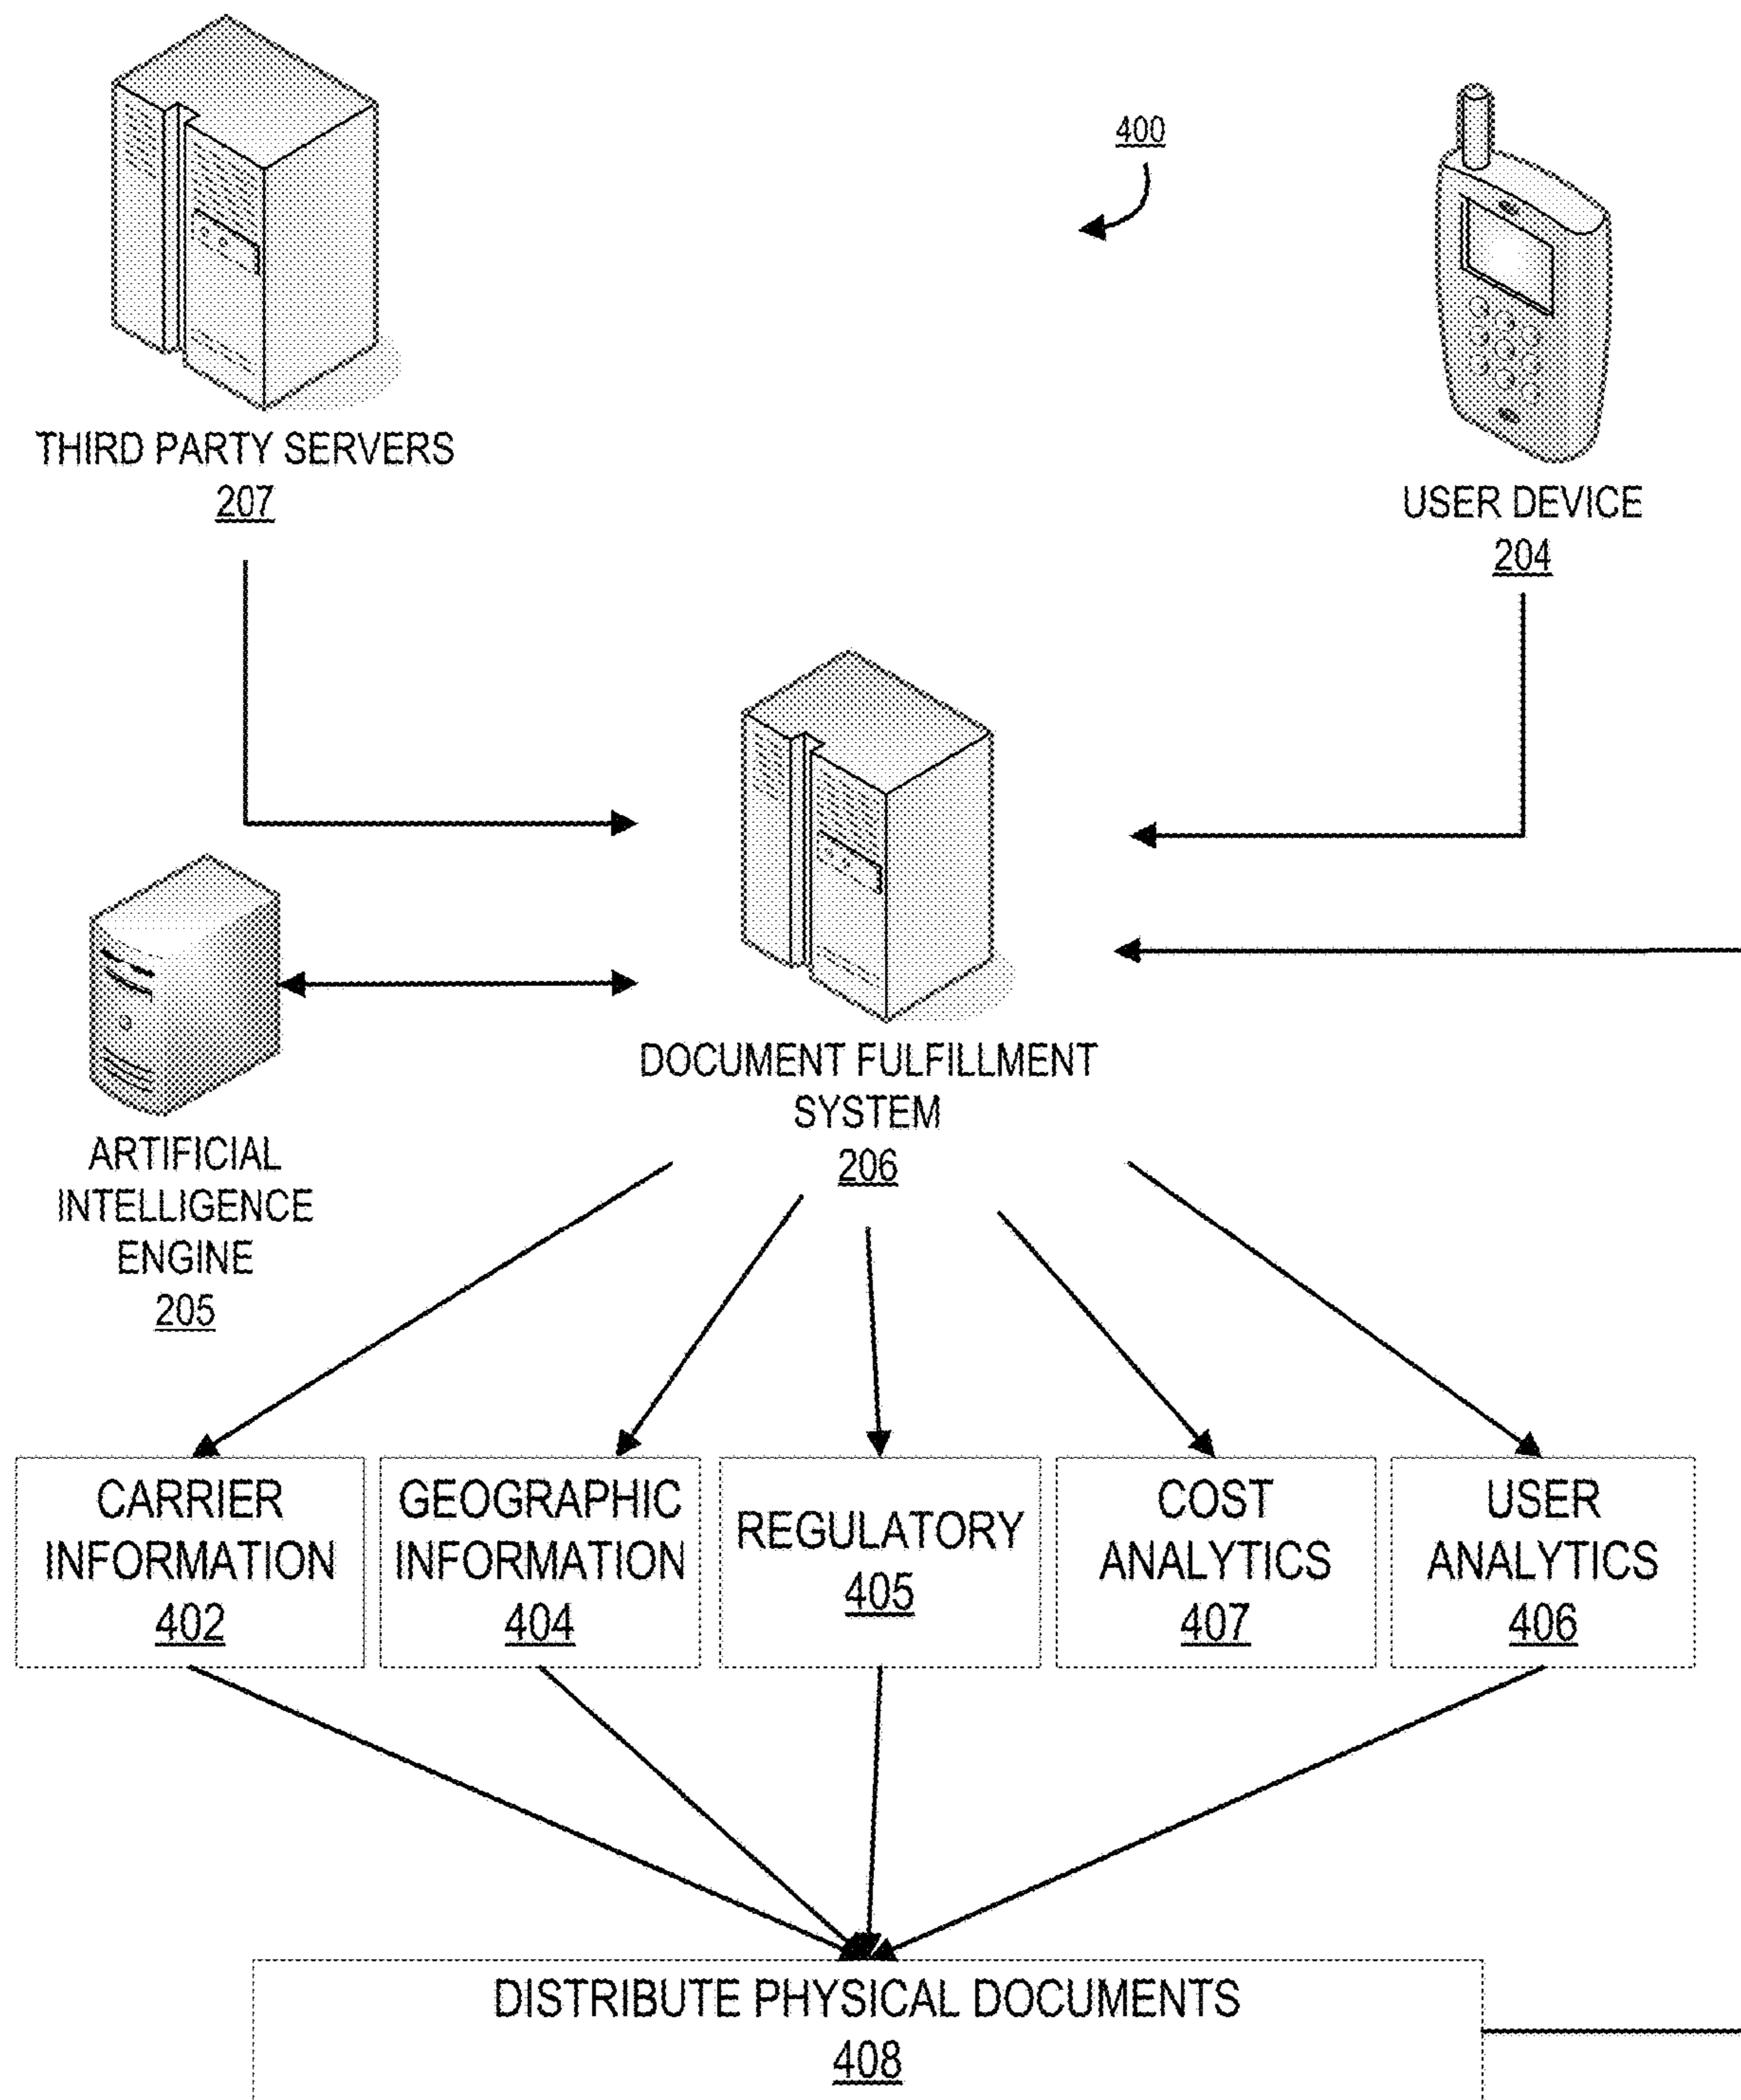 400
THIRD PARTY SERVERS
207
USER DEVICE
204
DOCUMENT FULFILLMENT
SYSTEM
206
ARTIFICIAL
INTELLIGENCE
ENGINE
205
CARRIER
INFORMATION
402
GEOGRAPHIC
INFORMATION
404
REGULATORY
405
COST
ANALYTICS
407
USER
ANALYTICS
406
DISTRIBUTE PHYSICAL DOCUMENTS
408